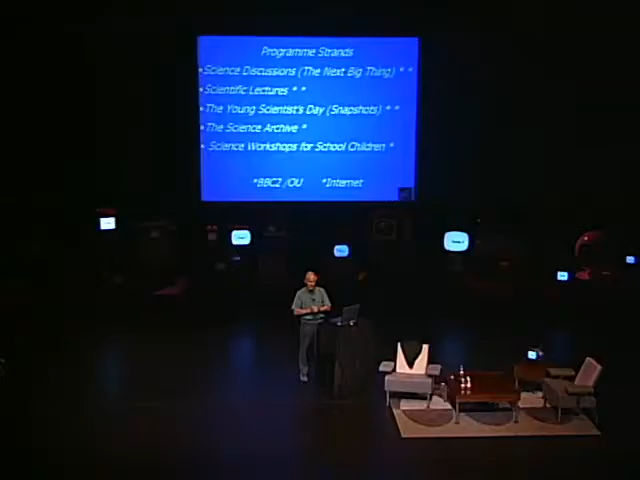 Programme Strands
• Science Discussions (The Next Big Thing) * *
• Scientific Lectures * *
• The Young Scientist's Day (Snapshots) * *
• The Science Archive *
• Science Workshops for School Children *
*BBC2 /OU *Internet